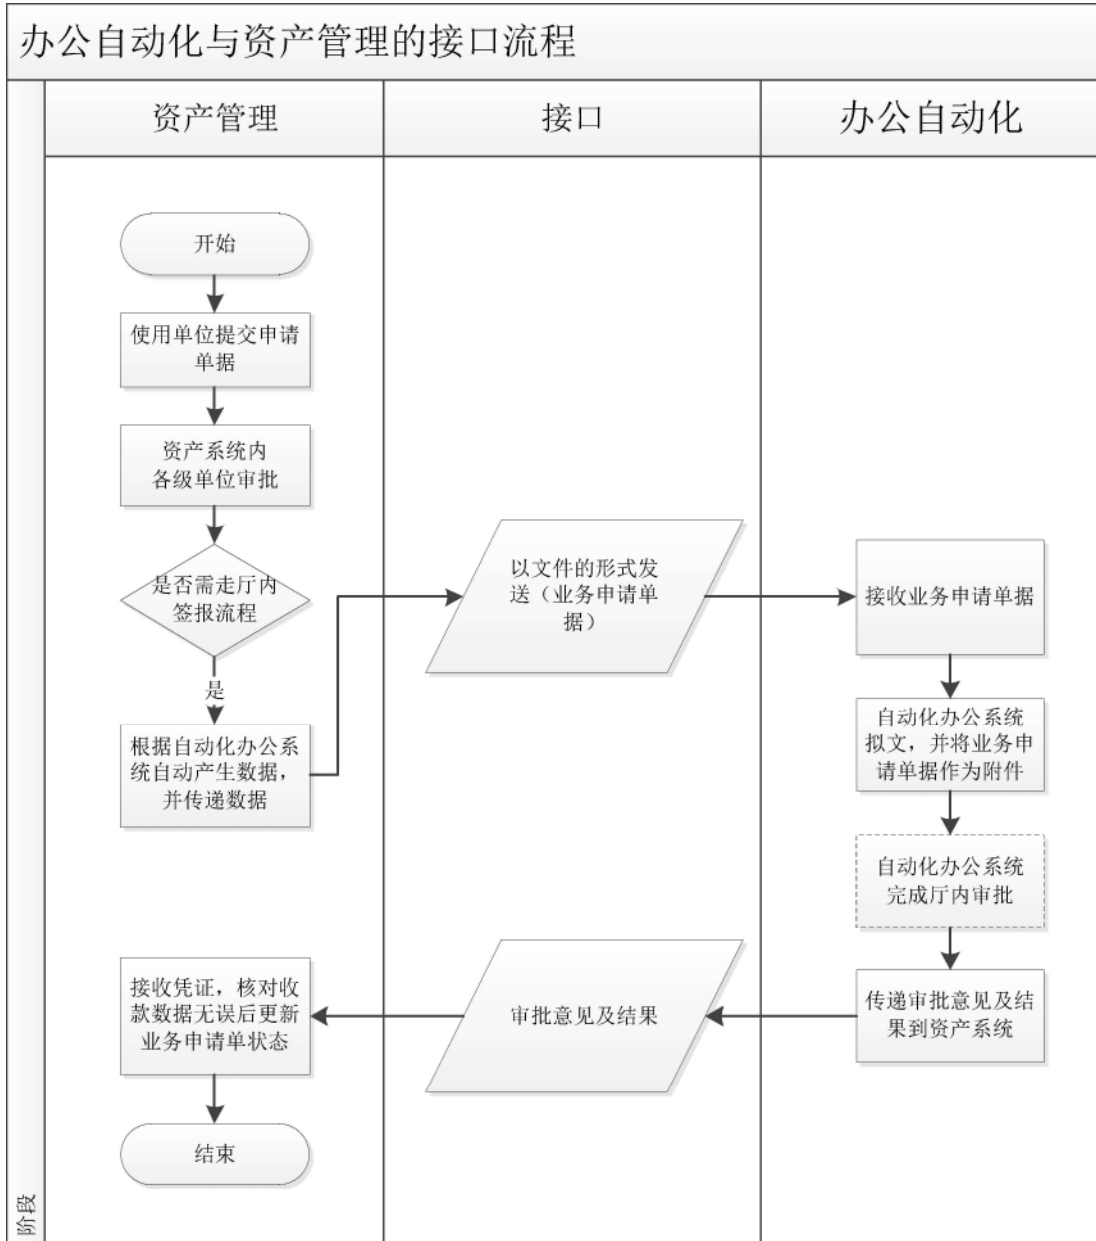 办公自动化与资产管理的接口流程
资产管理
接口
办公自动化
开始
使用单位提交申请
单据
资产系统内
各级单位审批
是否需走厅内
签报流程
是
根据自动化办公系
统自动产生数据，
并传递数据
以文件的形式发
送（业务申请单
据）
接收业务申请单据
自动化办公系统
拟文，并将业务申
请单据作为附件
自动化办公系统
完成厅内审批
传递审批意见及结
果到资产系统
审批意见及结果
接收凭证，核对收
款数据无误后更新
业务申请单状态
结束
阶段